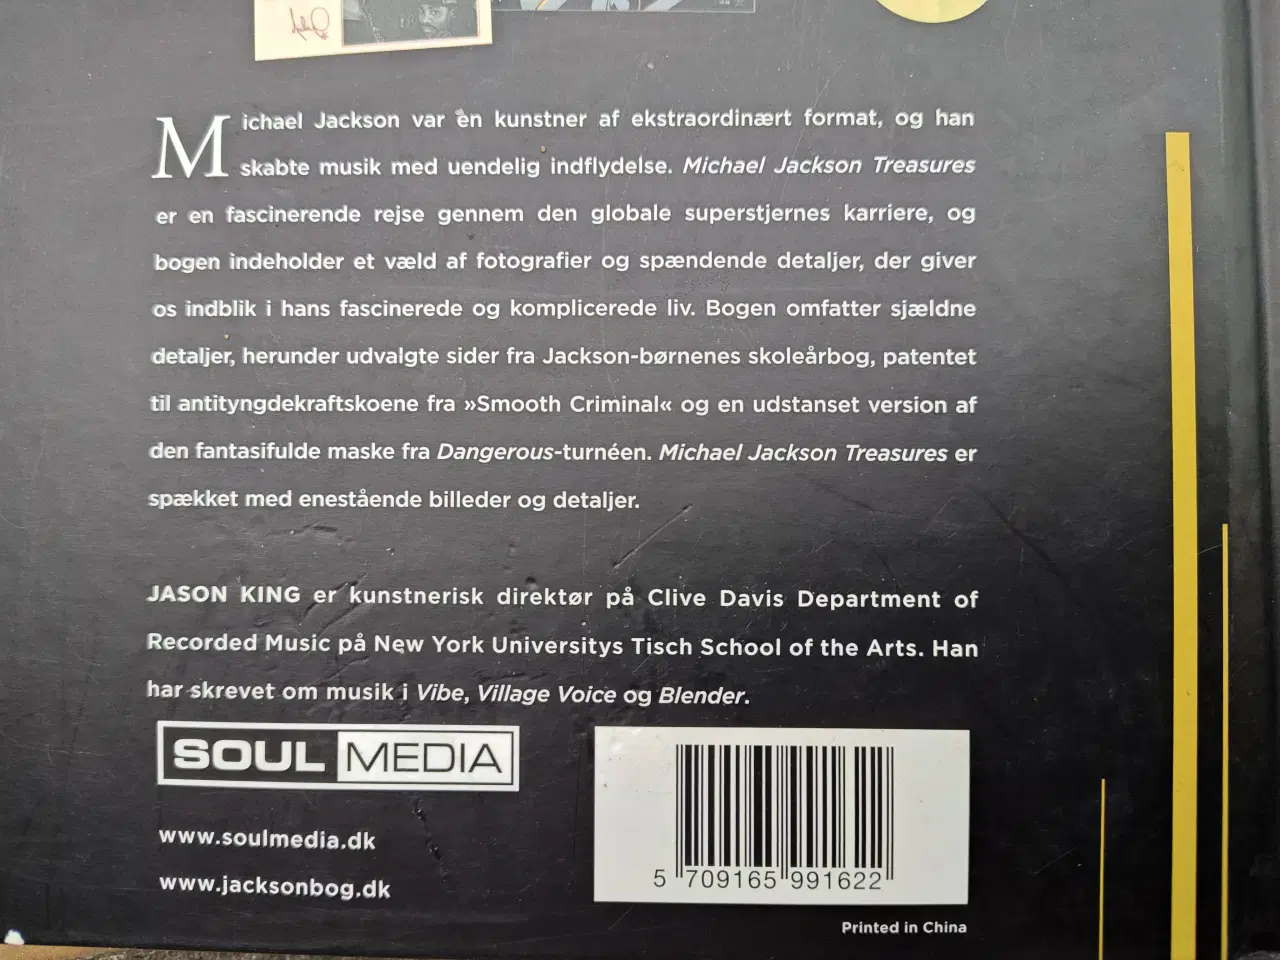 Michael Jackson var èn kunstner af ekstraordinært format, og han
skabte musik med uendelig indflydelse. Michael Jackson Treasures
er en fascinerende rejse gennem den globale superstjernes karriere, og
bogen indeholder et væld af fotografier og spændende detaljer, der giver
os indblik i hans fascinerede og komplicerede liv. Bogen omfatter sjældne
detaljer, herunder udvalgte sider fra Jackson-børnenes skoleårbog, patentet
til antityngdekraftskoene fra »Smooth Criminal« og en udstanset version af
den fantasifulde maske fra Dangerous-turnéen. Michael Jackson Treasures er
spækket med enestående billeder og detaljer.
JASON KING er kunstnerisk direktør på Clive Davis Department of
Recorded Music på New York Universitys Tisch School of the Arts. Han
har skrevet om musik i Vibe, Village Voice og Blender.
SOUL MEDIA
www.soulmedia.dk
www.jacksonbog.dk
5 709165 991622
Printed in China